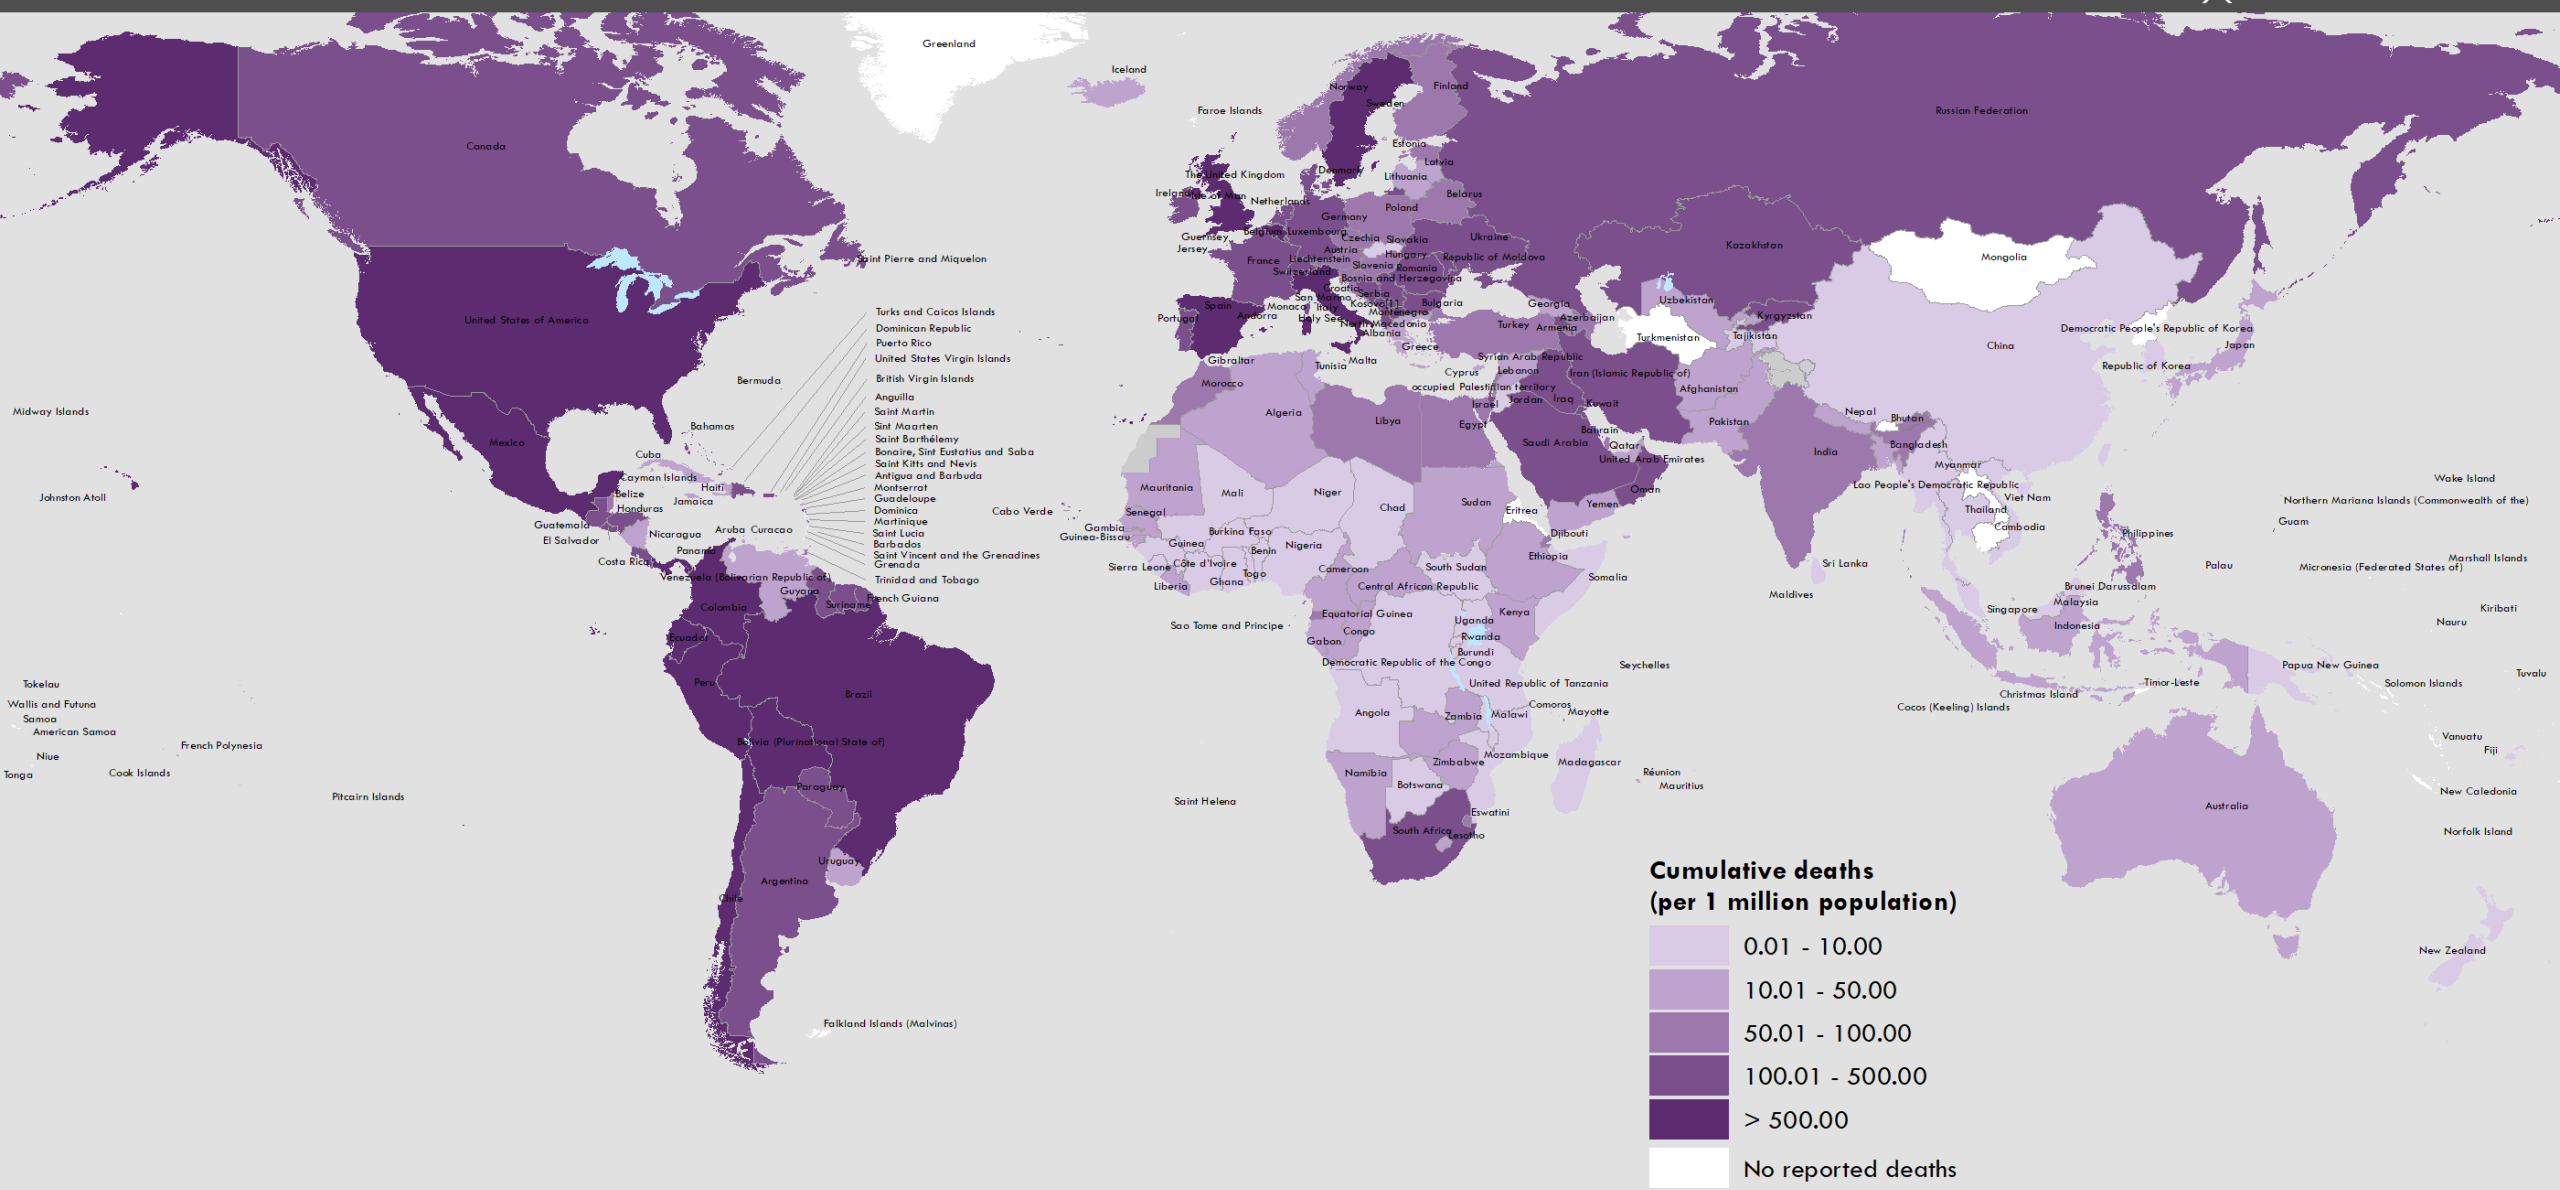 Greenland
Iceland
Faroe Islands
Norway
Finland
Sweden
Russian Federation
Canada
Estonia
Latvia
Denmark
Lithuania
The United Kingdom
Ireland
Isle of Man
Netherlands
Belarus
Poland
Germany
Guernsey
Jersey
Belgium
Luxembourg
Czechia
Slovakia
Ukraine
Austria
Hungary
Republic of Moldova
France
Liechtenstein
Switzerland
Slovenia
Romania
Bosnia and Herzegovina
Croatia
San Marino
Serbia
Kazakhstan
Mongolia
Saint Pierre and Miquelon
Spain
Andorra
Monaco
Italy
Kosovo[1]
Bulgaria
Montenegro
Portugal
Holy See
North Macedonia
Albania
Greece
Georgia
Uzbekistan
Azerbaijan
Turkey
Armenia
Kyrgyzstan
Turkmenistan
Tajikistan
Democratic People's Republic of Korea
China
Japan
Republic of Korea
United States of America
Turks and Caicos Islands
Dominican Republic
Puerto Rico
United States Virgin Islands
British Virgin Islands
Anguilla
Saint Martin
Sint Maarten
Saint Barthélemy
Bonaire, Sint Eustatius and Saba
Saint Kitts and Nevis
Antigua and Barbuda
Montserrat
Guadeloupe
Dominica
Martinique
Saint Lucia
Barbados
Saint Vincent and the Grenadines
Grenada
Trinidad and Tobago
Bermuda
Midway Islands
Bahamas
Mexico
Cuba
Cayman Islands
Haiti
Belize
Jamaica
Honduras
Johnston Atoll
Guatemala
El Salvador
Nicaragua
Aruba
Curacao
Costa Rica
Panama
Venezuela (Bolivarian Republic of)
Guyana
Suriname
French Guiana
Colombia
Ecuador
Peru
Brazil
Bolivia (Plurinational State of)
Paraguay
Uruguay
Argentina
Chile
Falkland Islands (Malvinas)
Tokelau
Wallis and Futuna
Samoa
American Samoa
Niue
Tonga
Cook Islands
French Polynesia
Pitcairn Islands
Gibraltar
Tunisia
Malta
Cyprus
Syrian Arab Republic
Lebanon
Iran (Islamic Republic of)
occupied Palestinian territory
Israel
Jordan
Iraq
Kuwait
Afghanistan
Morocco
Algeria
Libya
Egypt
Bahrain
Qatar
Saudi Arabia
United Arab Emirates
Oman
Pakistan
Nepal
Bhutan
India
Bangladesh
Myanmar
Lao People's Democratic Republic
Viet Nam
Thailand
Cambodia
Philippines
Cabo Verde
Mauritania
Mali
Niger
Chad
Sudan
Eritrea
Yemen
Senegal
Gambia
Guinea-Bissau
Guinea
Burkina Faso
Benin
Nigeria
Djibouti
Ethiopia
Sierra Leone
Côte d'Ivoire
Togo
Ghana
Liberia
Cameroon
South Sudan
Central African Republic
Somalia
Sri Lanka
Maldives
Equatorial Guinea
Sao Tome and Principe
Congo
Gabon
Uganda
Kenya
Rwanda
Burundi
Democratic Republic of the Congo
United Republic of Tanzania
Seychelles
Angola
Zambia
Malawi
Comoros
Mayotte
Mozambique
Zimbabwe
Madagascar
Namibia
Botswana
Réunion
Mauritius
Saint Helena
Eswatini
South Africa
Lesotho
Wake Island
Northern Mariana Islands (Commonwealth of the)
Guam
Marshall Islands
Palau
Micronesia (Federated States of)
Brunei Darussalam
Malaysia
Singapore
Indonesia
Kiribati
Nauru
Papua New Guinea
Solomon Islands
Tuvalu
Timor-Leste
Christmas Island
Cocos (Keeling) Islands
Vanuatu
Fiji
New Caledonia
Australia
Norfolk Island
New Zealand
Cumulative deaths
(per 1 million population)
0.01 - 10.00
10.01 - 50.00
50.01 - 100.00
100.01 - 500.00
> 500.00
No reported deaths